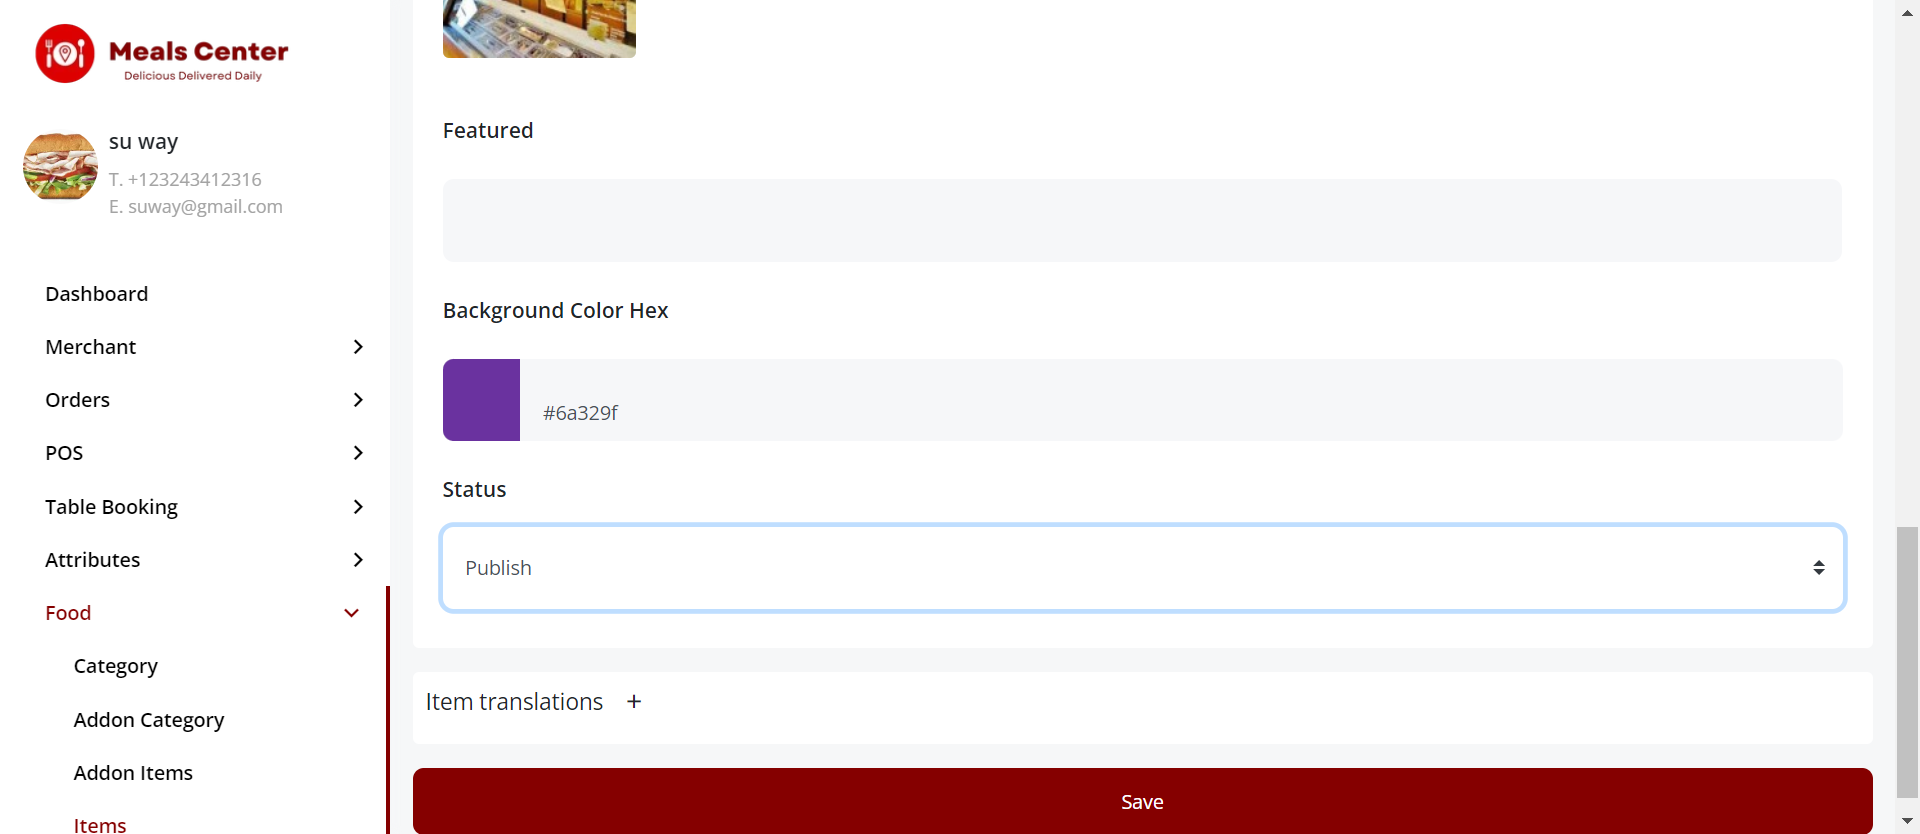 Meals Center
Delicious Delivered Daily
su way
T. +123243412316
E. suway@gmail.com
Dashboard
Merchant
Orders
POS
Table Booking
Attributes
Food
Category
Addon Category
Addon Items
Items
Featured
Background Color Hex
#6a329f
Status
Publish
Item translations +
Save